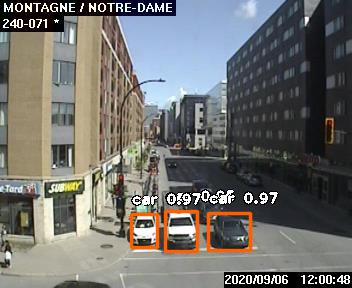 MONTAGNE / NOTRE-DAME
240-071 *
car 0.97
car 0.97
SUBWAY
2020/09/06 12:00:48